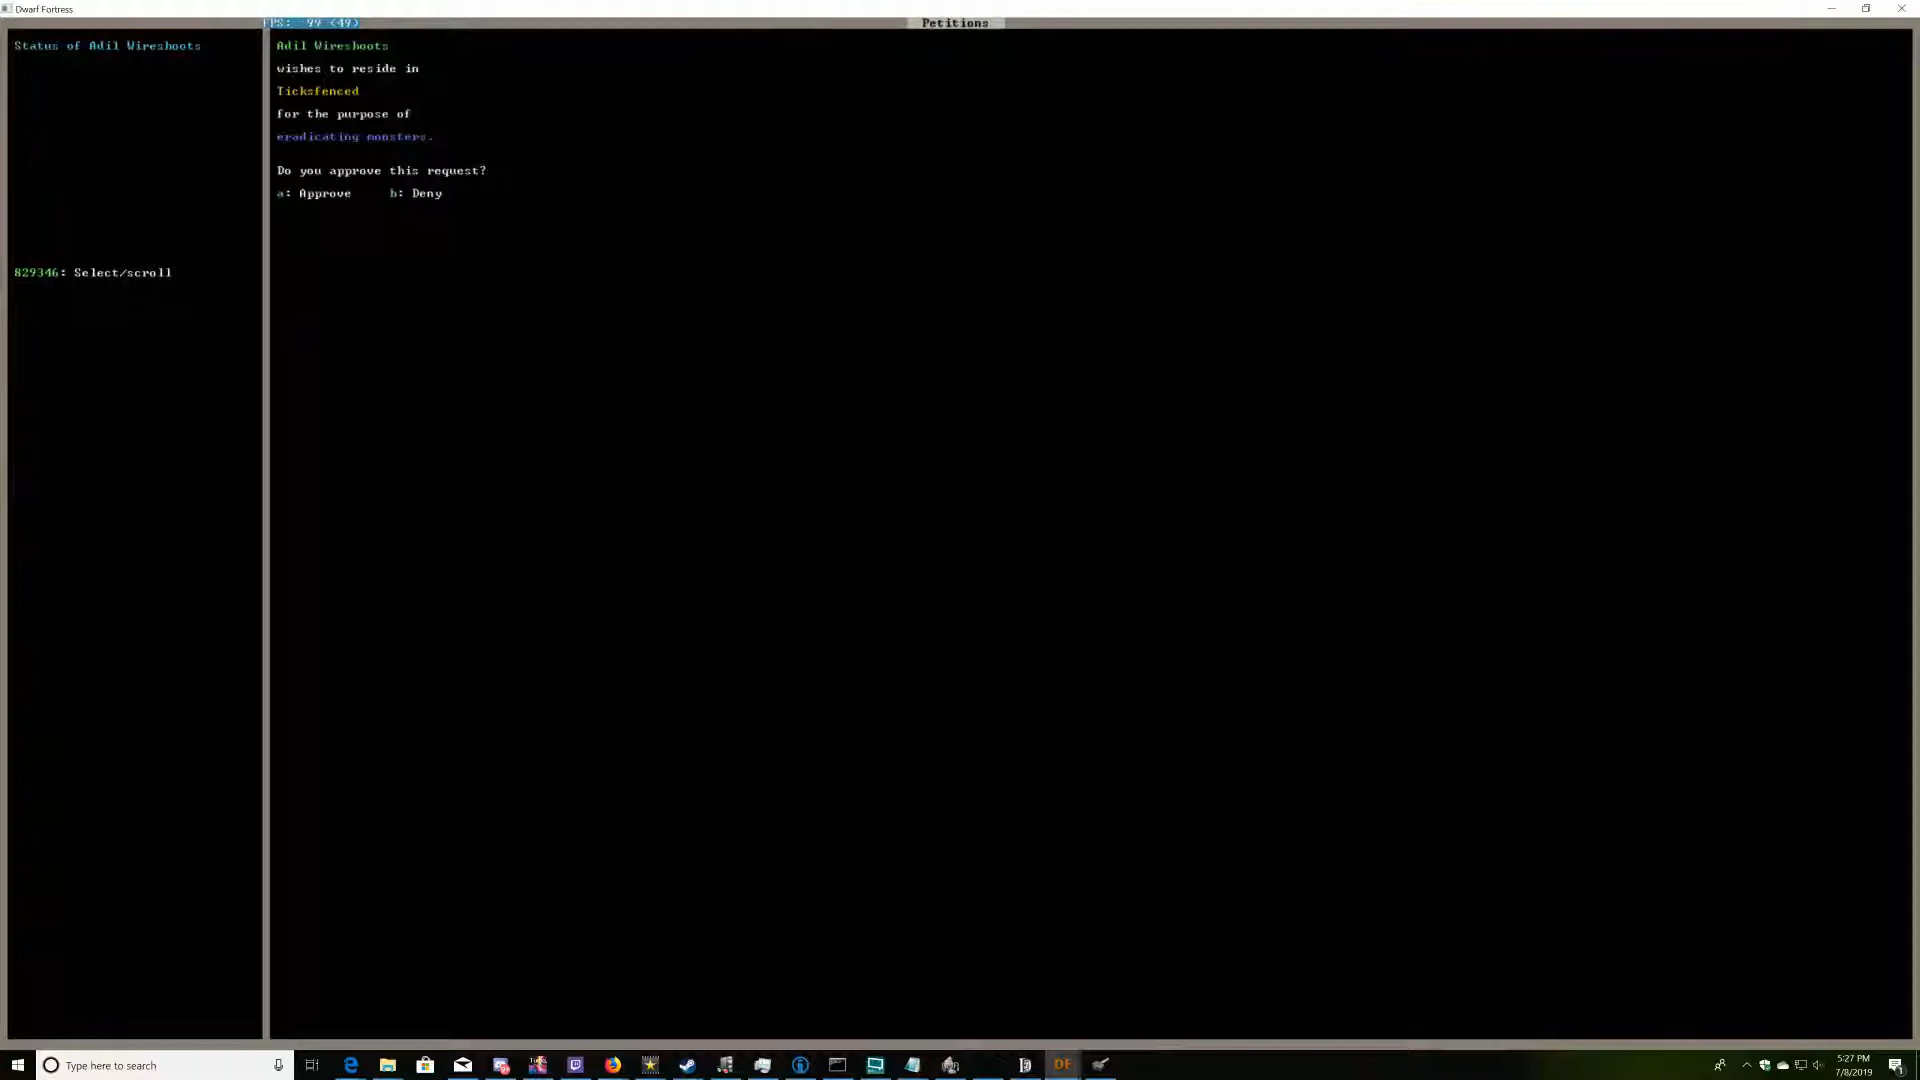 Dwarf Fortress
FPS: 99 (49)
Petitions
Status of Adil Wireshoots
829346: Select/scroll
Adil Wireshoots
wishes to reside in
Ticksfenced
for the purpose of
eradicating monsters.
Do you approve this request?
a: Approve b: Deny
Type here to search
DF
5:27 PM
7/8/2019